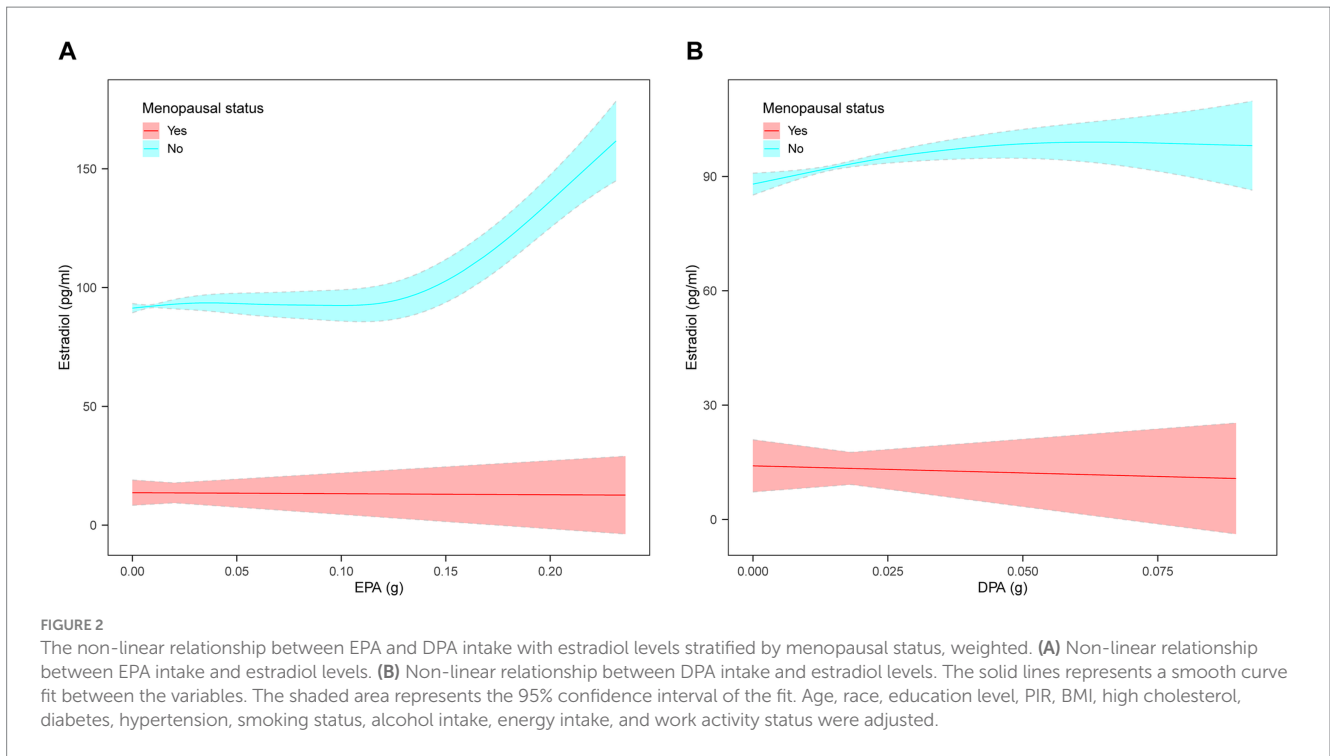 A
Menopausal status
Yes
No
150
100
50
0
Estradiol (pg/ml)
0.00 0.05 0.10 0.15 0.20
EPA (g)
B
Menopausal status
Yes
No
90
60
30
0
Estradiol (pg/ml)
0.000 0.025 0.050 0.075
DPA (g)
FIGURE 2
The non-linear relationship between EPA and DPA intake with estradiol levels stratified by menopausal status, weighted. (A) Non-linear relationship
between EPA intake and estradiol levels. (B) Non-linear relationship between DPA intake and estradiol levels. The solid lines represents a smooth curve
fit between the variables. The shaded area represents the 95% confidence interval of the fit. Age, race, education level, PIR, BMI, high cholesterol,
diabetes, hypertension, smoking status, alcohol intake, energy intake, and work activity status were adjusted.